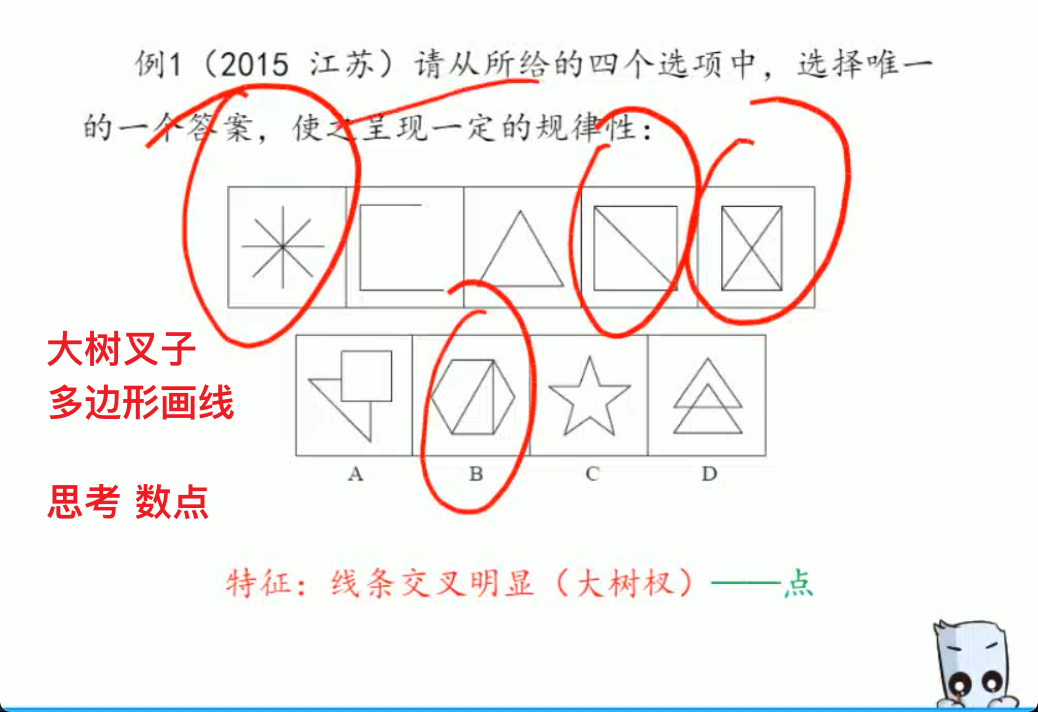 例1（2015 江苏）请从所给的四个选项中，选择唯一
的一个答案，使之呈现一定的规律性：
大树叉子
多边形画线
A B C D
思考 数点
特征：线条交叉明显（大树杈）——点